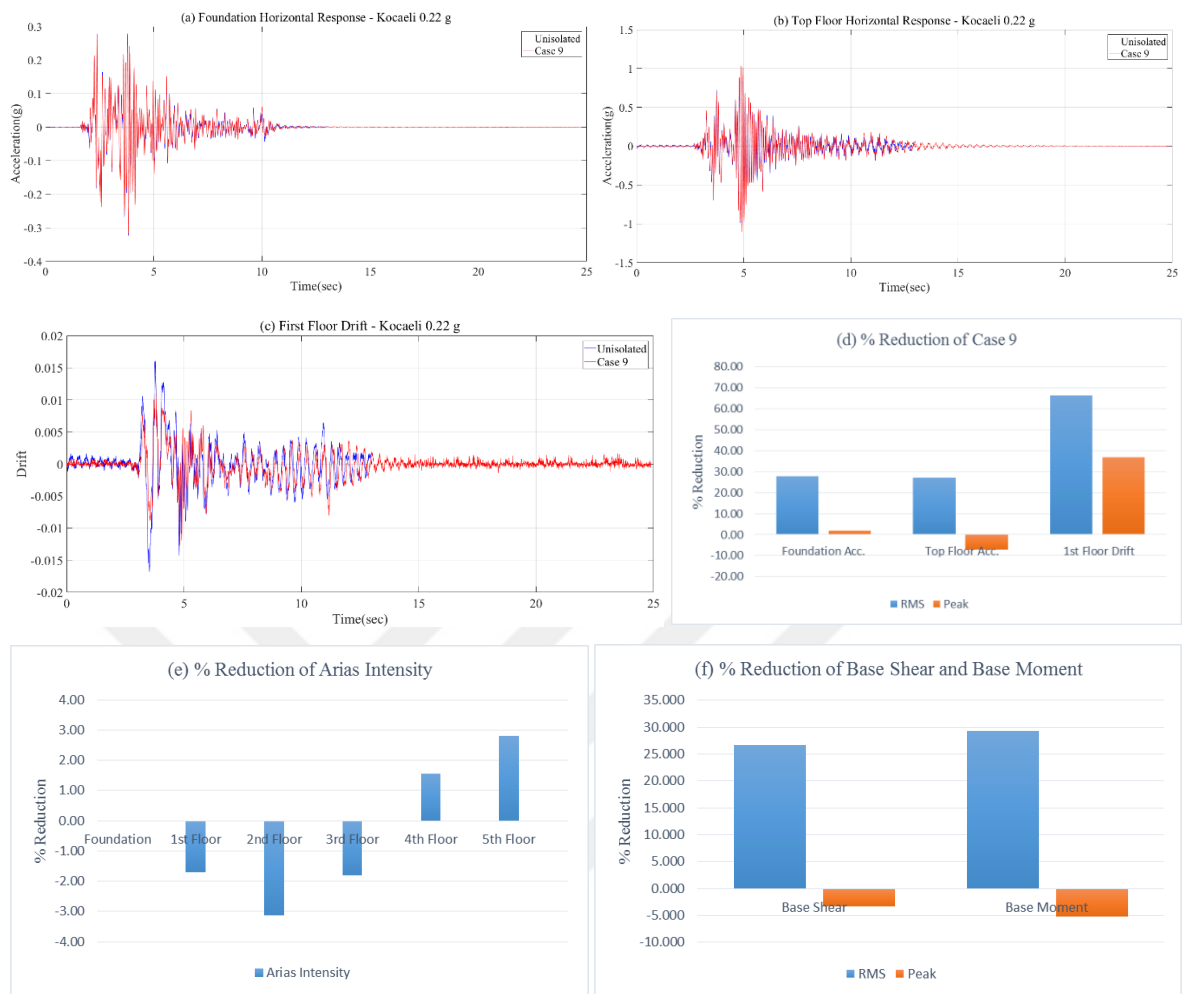 (a) Foundation Horizontal Response - Kocaeli 0.22 g
Unisolated
Case 9
Acceleration(g)
0.3
0.2
0.1
0
-0.1
-0.2
-0.3
-0.4
0 5 10 15 20 25
Time(sec)
(b) Top Floor Horizontal Response - Kocaeli 0.22 g
Unisolated
Case 9
Acceleration(g)
1.5
1
0.5
0
-0.5
-1
-1.5
0 5 10 15 20 25
Time(sec)
(c) First Floor Drift - Kocaeli 0.22 g
Unisolated
Case 9
Drift
0.02
0.015
0.01
0.005
0
-0.005
-0.01
-0.015
-0.02
0 5 10 15 20 25
Time(sec)
(d) % Reduction of Case 9
% Reduction
80.00
70.00
60.00
50.00
40.00
30.00
20.00
10.00
0.00
-10.00
-20.00
Foundation Acc. Top Floor Acc. 1st Floor Drift
RMS Peak
(e) % Reduction of Arias Intensity
% Reduction
4.00
3.00
2.00
1.00
0.00
-1.00
-2.00
-3.00
-4.00
Foundation 1st Floor 2nd Floor 3rd Floor 4th Floor 5th Floor
Arias Intensity
(f) % Reduction of Base Shear and Base Moment
% Reduction
35.000
30.000
25.000
20.000
15.000
10.000
5.000
0.000
-5.000
-10.000
Base Shear Base Moment
RMS Peak